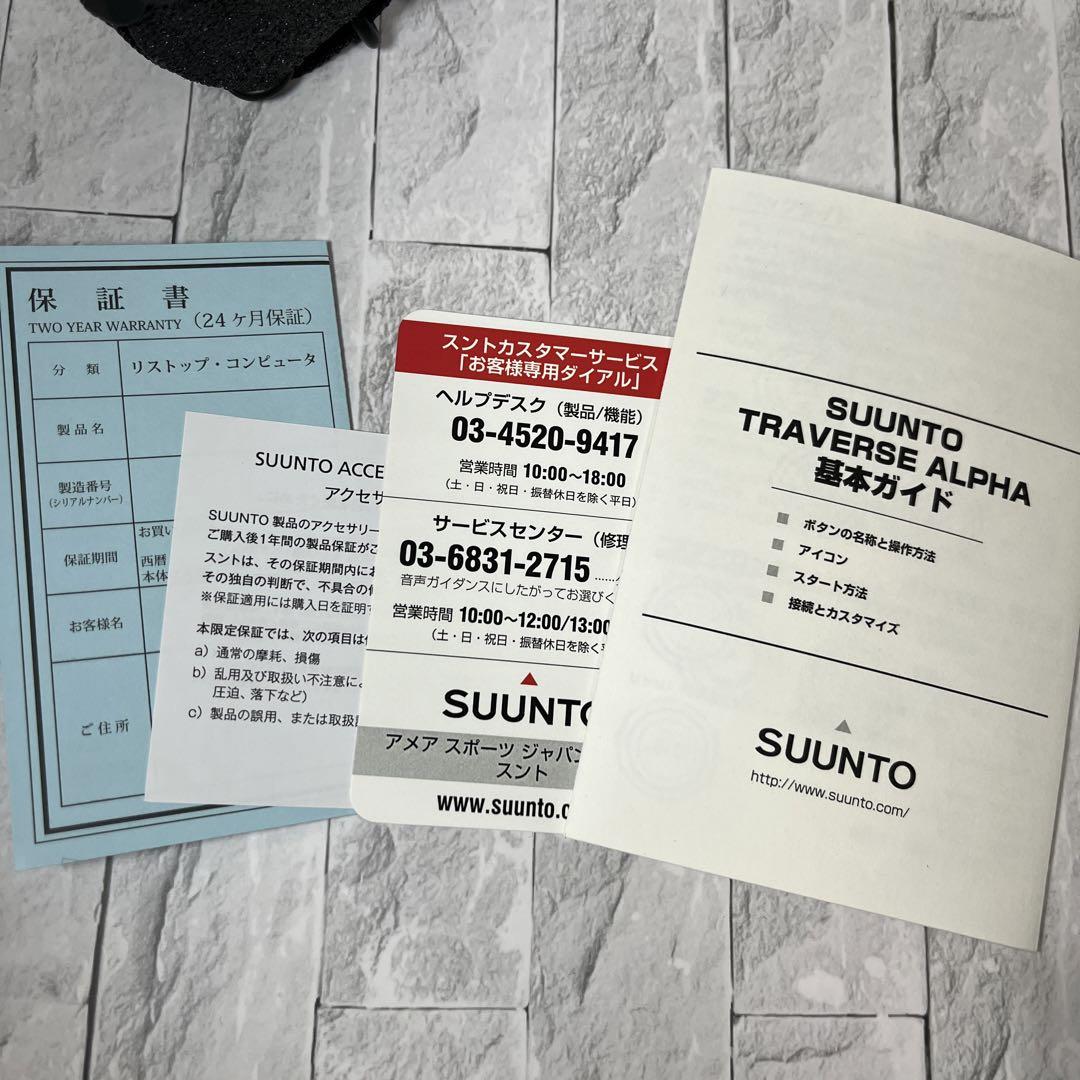 保証書
TWO YEAR WARRANTY（24ヶ月保証）
分類 リストップ・コンピュータ
製品名
製造番号
（シリアルナンバー）
保証期間
お買い
西暦
本体
お客様名
ご住所
SUUNTO ACCE
アクセサ
SUUNTO 製品のアクセサリー
ご購入後1年間の製品保証が
スントは、その保証期間内に
その独自の判断で、不具合の
※保証適用には購入日を証明
本限定保証では、次の項目は
a）通常の摩耗、損傷
b）乱用及び取扱い不注意に
圧迫、落下など）
c）製品の誤用、または取扱
スントカスタマーサービス
「お客様専用ダイアル」
ヘルプデスク（製品/機能）
03-4520-9417
営業時間 10:00～18:00
（土・日・祝日・振替休日を除く平日）
サービスセンター（修理
03-6831-2715
音声ガイダンスにしたがってお選びく
営業時間 10:00～12:00/13:00
（土・日・祝日・振替休日を除く平
SUUNTO
アメア スポーツ ジャパン
スント
www.suunto.c
SUUNTO
TRAVERSE ALPHA
基本ガイド
■ ボタンの名称と操作方法
■ アイコン
■ スタート方法
■ 接続とカスタマイズ
SUUNTO
http://www.suunto.com/